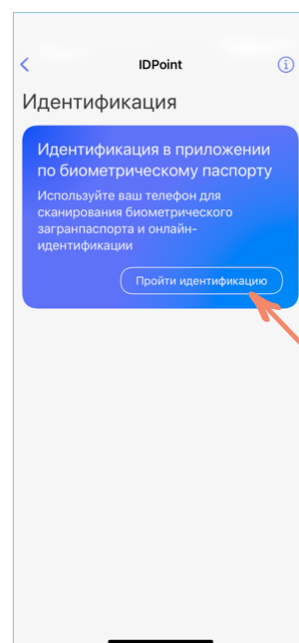 IDPoint
Идентификация
Идентификация в приложении
по биометрическому паспорту
Используйте ваш телефон для
сканирования биометрического
загранпаспорта и онлайн-
идентификации
Пройти идентификацию